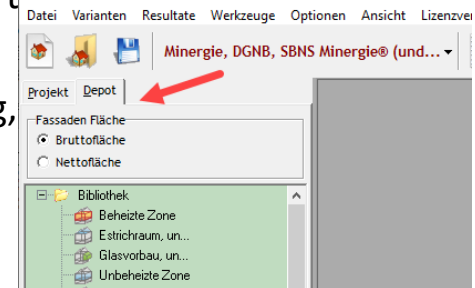 Datei Varianten Resultate Werkzeuge Optionen Ansicht Lizenzver
Minergie, DGNB, SBNS Minergie® (und...
Projekt Depot
g,
Fassaden Fläche
Bruttofläche
Nettofläche
Bibliothek
Beheizte Zone
Estrichraum, un...
Glasvorbau, un...
Unbeheizte Zone